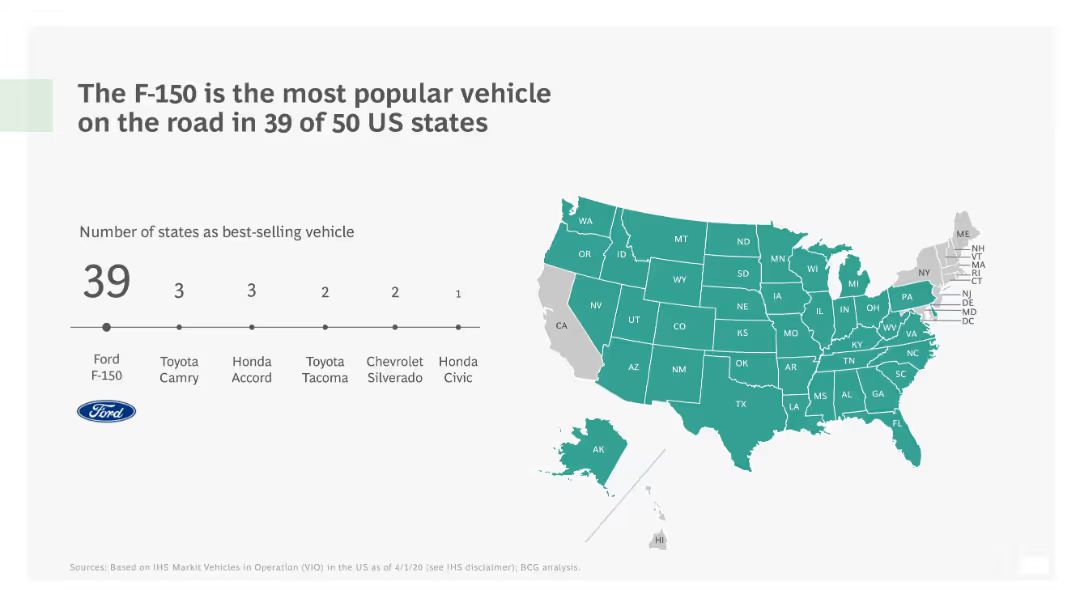 The F-150 is the most popular vehicle
on the road in 39 of 50 US states
Number of states as best-selling vehicle
39 3 3 2 2 1
Ford Toyota Honda Toyota Chevrolet Honda
F-150 Camry Accord Tacoma Silverado Civic
Ford
WA
MT
ND
MN
ME
OR
ID
SD
WI
MI
NY
NH
VT
MA
RI
CT
WY
IA
PA
NJ
DE
MD
DC
CA
NV
UT
CO
NE
KS
MO
IL
IN
OH
WV
VA
KY
AZ
NM
OK
AR
TN
NC
SC
TX
LA
MS
AL
GA
FL
AK
HI
Sources: Based on IHS Markit Vehicles in Operation (VIO) in the US as of 4/1/20 (see IHS disclaimer); BCG analysis.